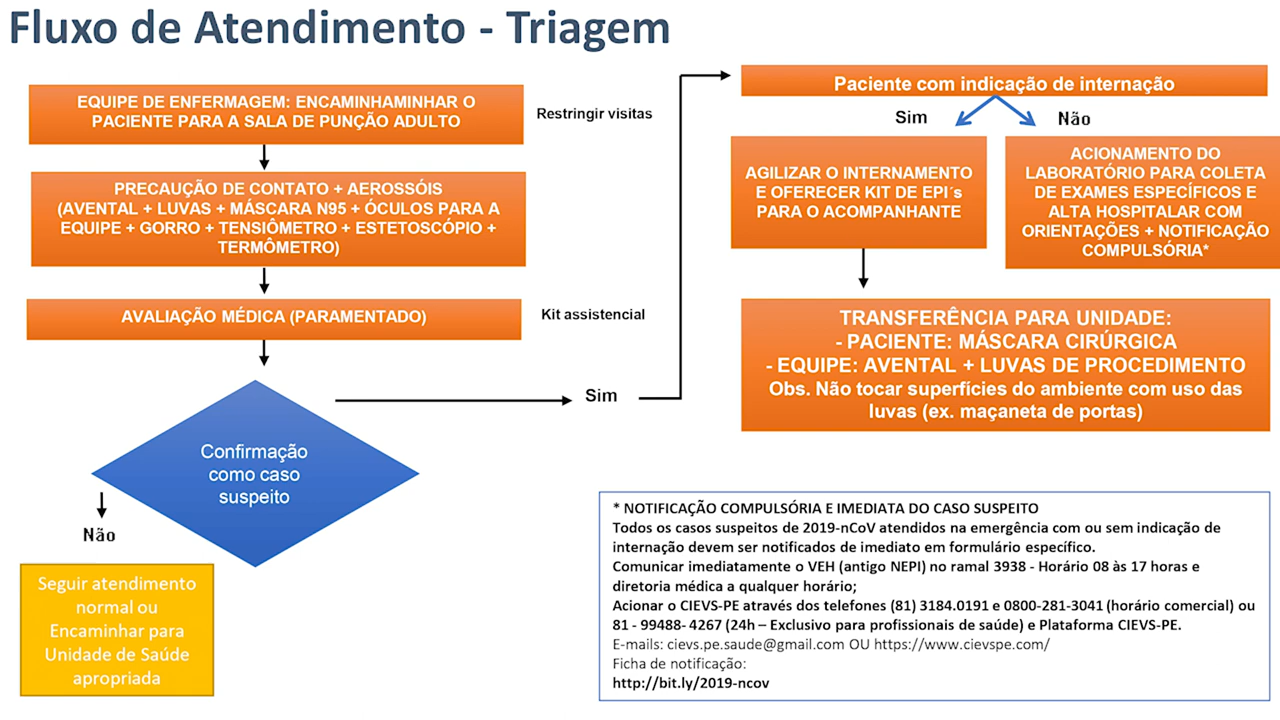 Fluxo de Atendimento - Triagem
EQUIPE DE ENFERMAGEM: ENCAMINHAMINHAR O
PACIENTE PARA A SALA DE PUNÇÃO ADULTO
Restringir visitas
PRECAUÇÃO DE CONTATO + AEROSSÓIS
(AVENTAL + LUVAS + MÁSCARA N95 + ÓCULOS PARA A
EQUIPE + GORRO + TENSIÔMETRO + ESTETOSCÓPIO +
TERMÔMETRO)
AVALIAÇÃO MÉDICA (PARAMENTADO)
Kit assistencial
Confirmação
como caso
suspeito
Sim
Não
Seguir atendimento
normal ou
Encaminhar para
Unidade de Saúde
apropriada
Paciente com indicação de internação
Sim
Não
AGILIZAR O INTERNAMENTO
E OFERECER KIT DE EPI´s
PARA O ACOMPANHANTE
ACIONAMENTO DO
LABORATÓRIO PARA COLETA
DE EXAMES ESPECÍFICOS E
ALTA HOSPITALAR COM
ORIENTAÇÕES + NOTIFICAÇÃO
COMPULSÓRIA*
TRANSFERÊNCIA PARA UNIDADE:
- PACIENTE: MÁSCARA CIRÚRGICA
- EQUIPE: AVENTAL + LUVAS DE PROCEDIMENTO
Obs. Não tocar superfícies do ambiente com uso das
luvas (ex. maçaneta de portas)
* NOTIFICAÇÃO COMPULSÓRIA E IMEDIATA DO CASO SUSPEITO
Todos os casos suspeitos de 2019-nCoV atendidos na emergência com ou sem indicação de
internação devem ser notificados de imediato em formulário específico.
Comunicar imediatamente o VEH (antigo NEPI) no ramal 3938 - Horário 08 às 17 horas e
diretoria médica a qualquer horário;
Acionar o CIEVS-PE através dos telefones (81) 3184.0191 e 0800-281-3041 (horário comercial) ou
81 - 99488- 4267 (24h – Exclusivo para profissionais de saúde) e Plataforma CIEVS-PE.
E-mails: cievs.pe.saude@gmail.com OU https://www.cievspe.com/
Ficha de notificação:
http://bit.ly/2019-ncov